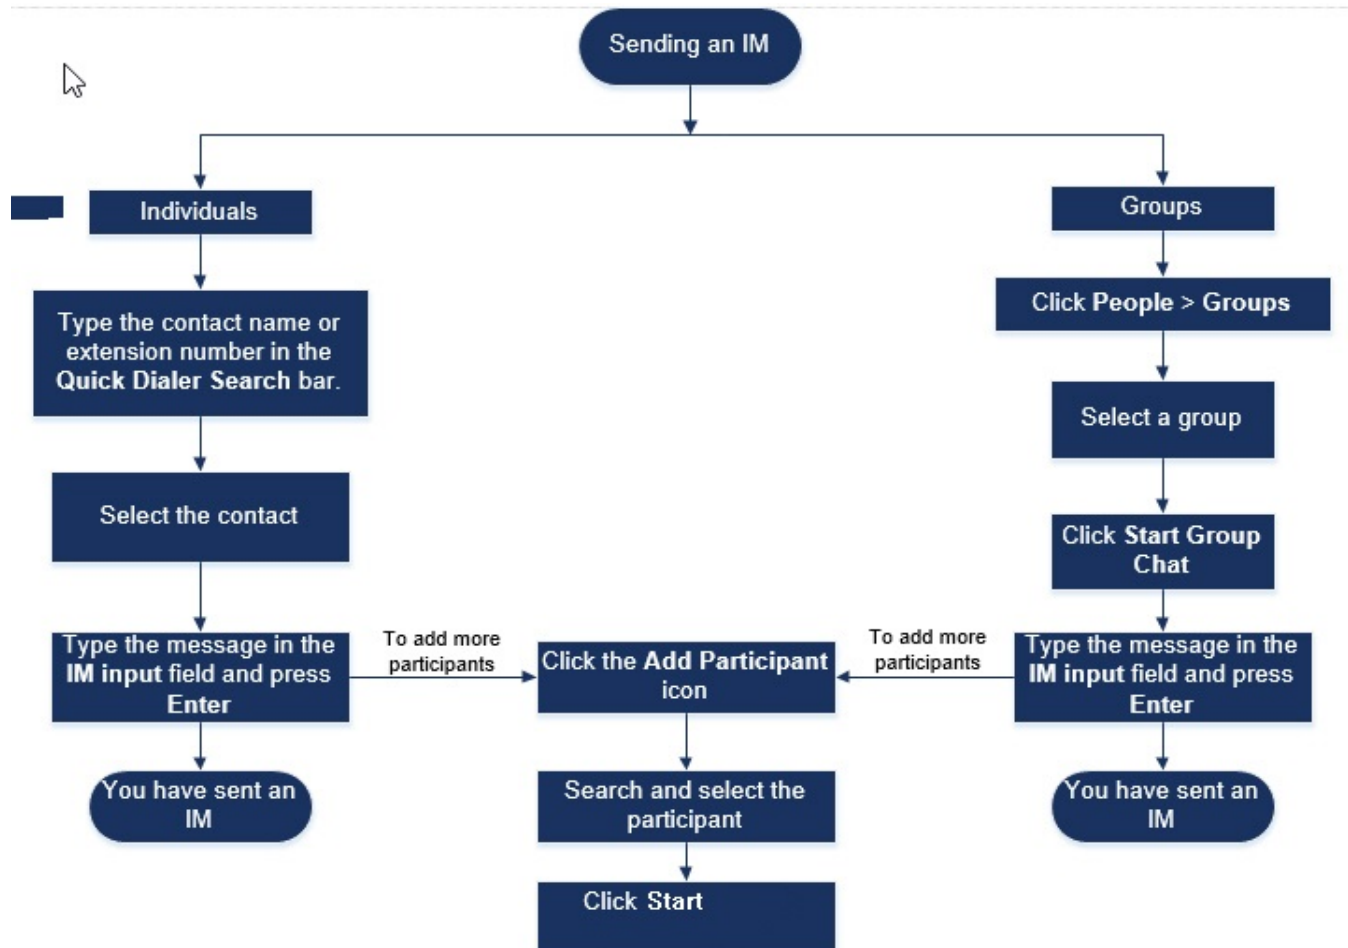 Sending an IM
Individuals
Type the contact name or
extension number in the
Quick Dialer Search bar.
Select the contact
Type the message in the
IM input field and press
Enter
You have sent an
IM
To add more
participants
Click the Add Participant
icon
Search and select the
participant
Click Start
Groups
Click People > Groups
Select a group
Click Start Group
Chat
To add more
participants
Type the message in the
IM input field and press
Enter
You have sent an
IM